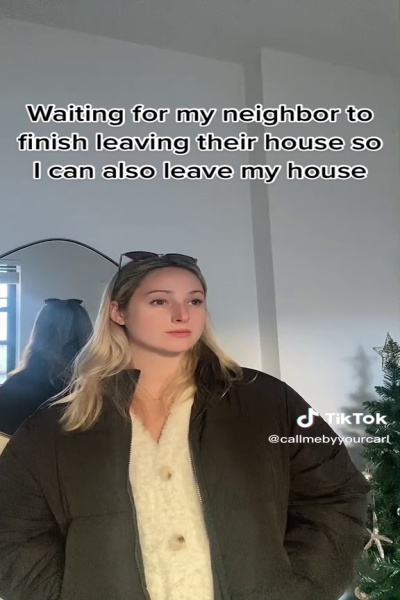 Waiting for my neighbor to
finish leaving their house so
I can also leave my house
TikTok
@callmebyyourcarl